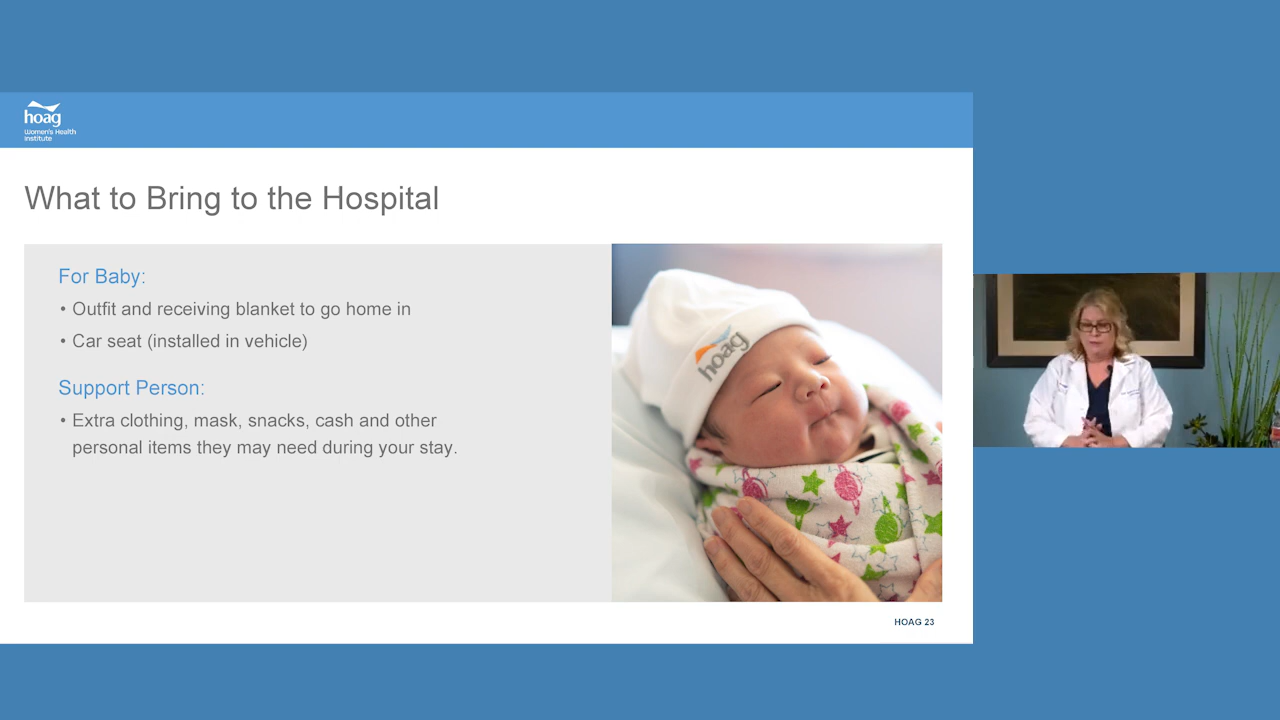 hoag
Women's Health
Institute
What to Bring to the Hospital
For Baby:
• Outfit and receiving blanket to go home in
• Car seat (installed in vehicle)
Support Person:
• Extra clothing, mask, snacks, cash and other
personal items they may need during your stay.
hoag
HOAG 23